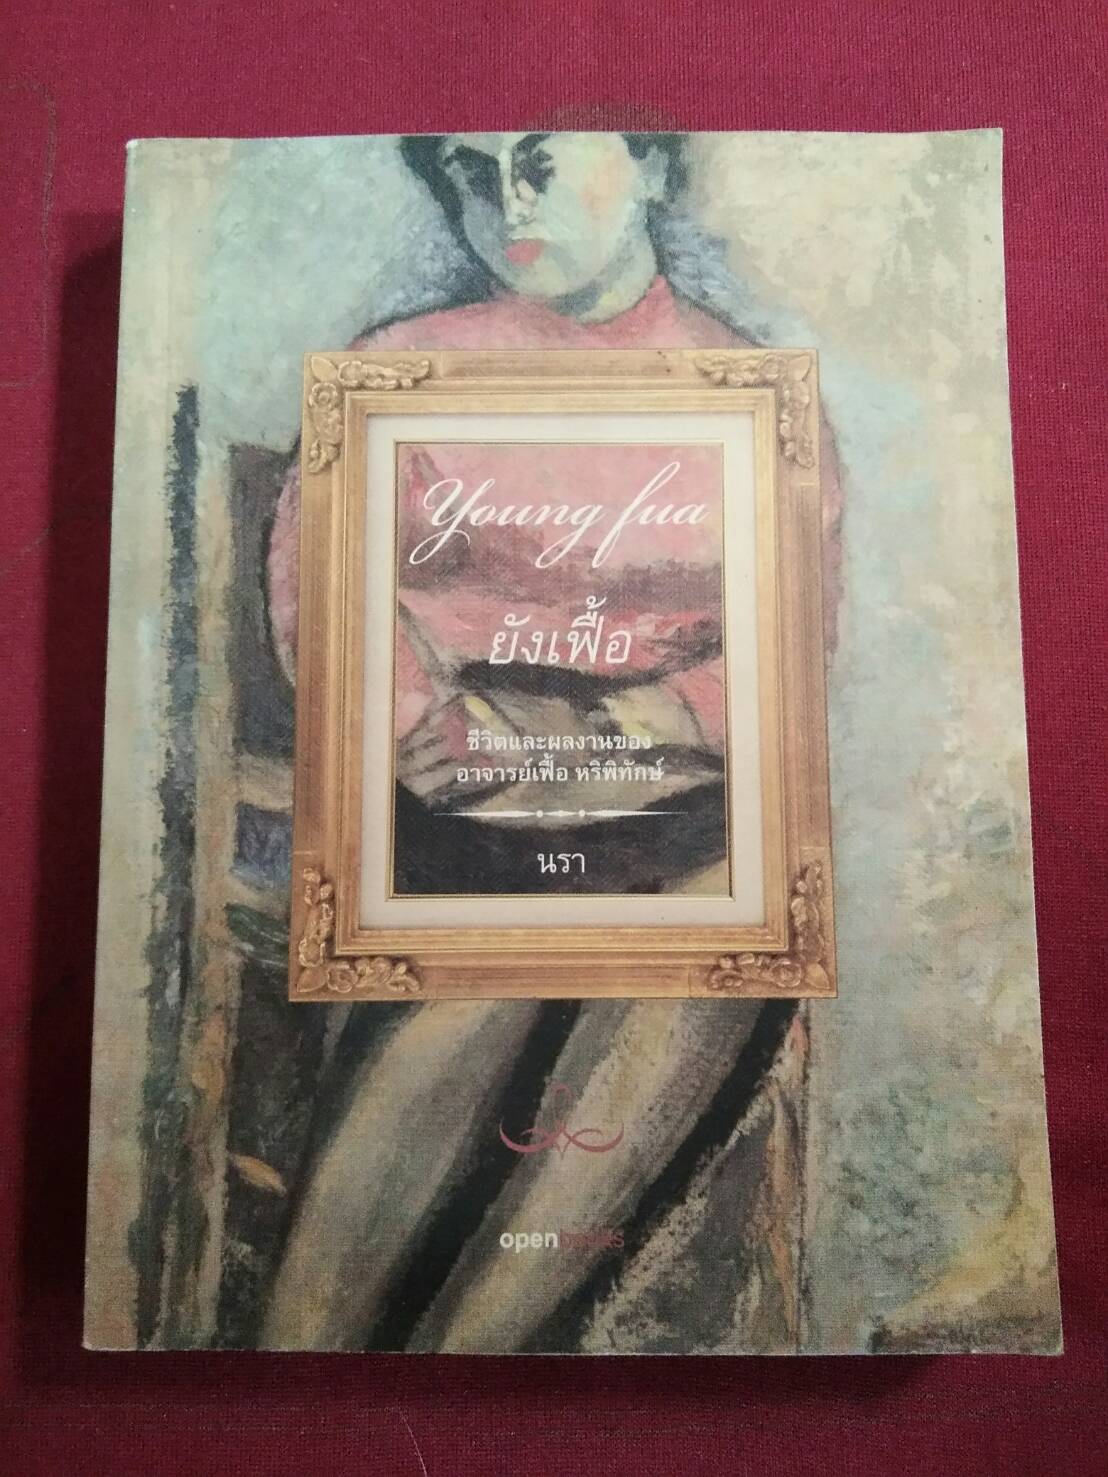 Young fua
ยังเฟื้อ
ชีวิตและผลงานของ
อาจารย์เฟื้อ หริพิทักษ์
นรา
openbooks